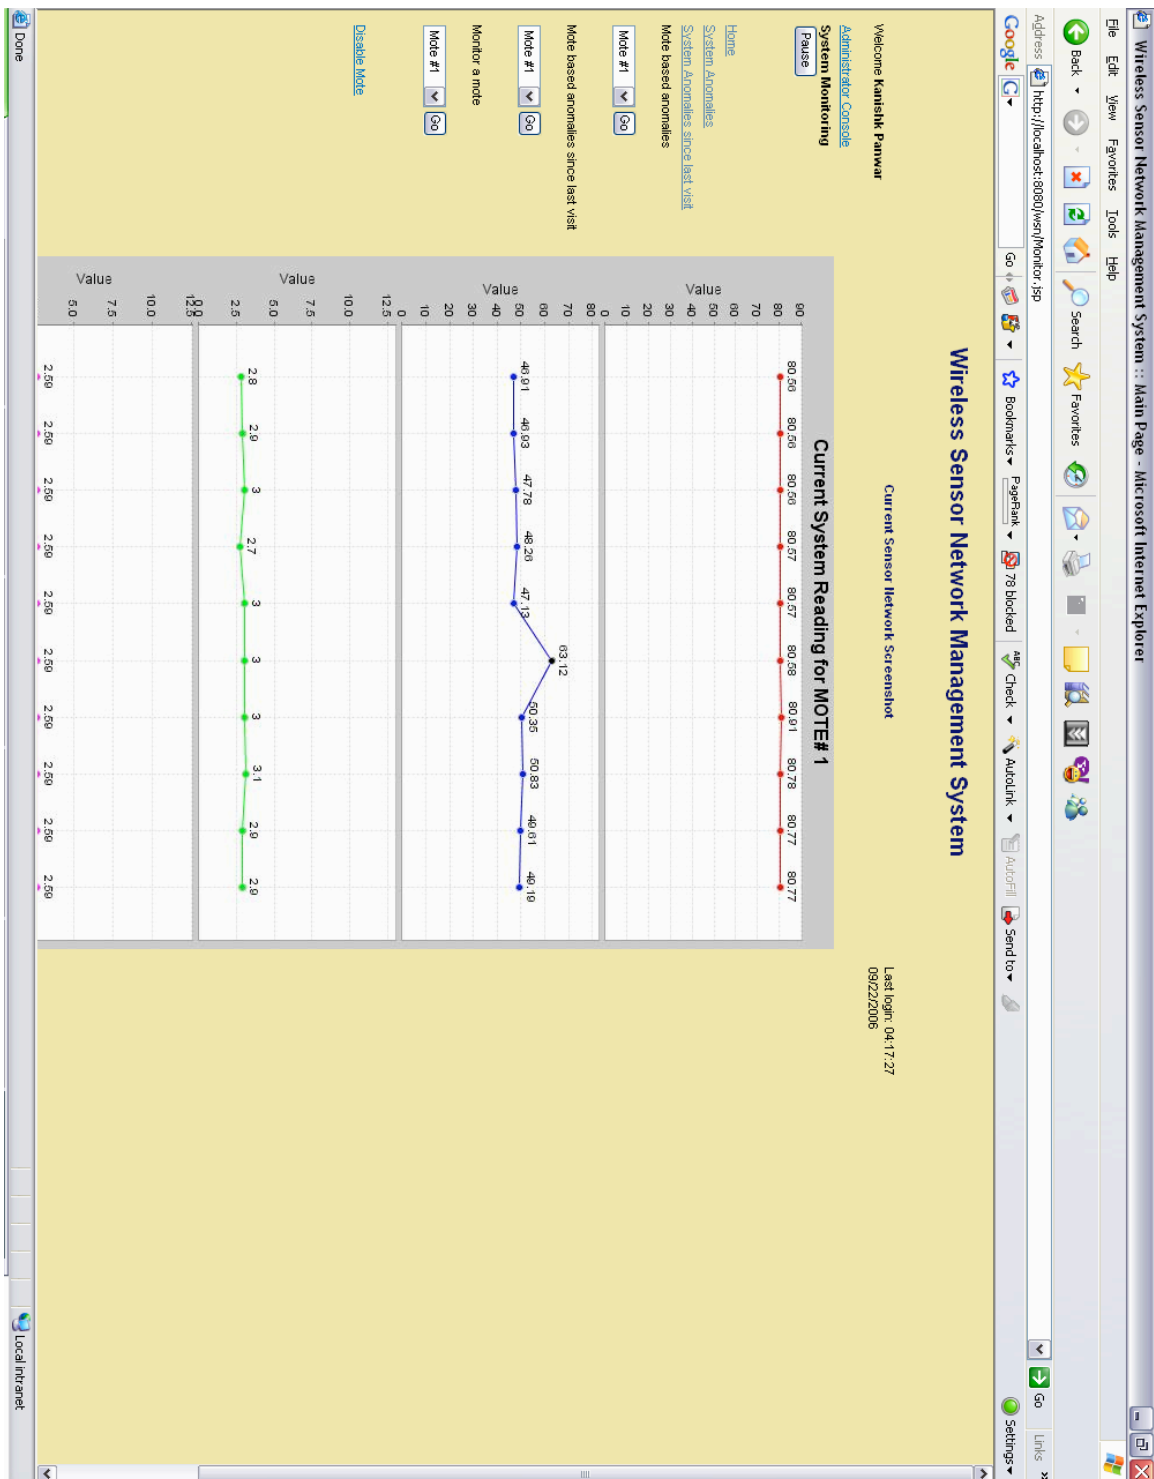 Wireless Sensor Network Management System :: Main Page - Microsoft Internet Explorer
File Edit View Favorites Tools Help
Back Search Favorites
Address http://localhost:8080/wsn/Monitor.jsp Go Links »
Google G Go Bookmarks PageRank 78 blocked ABC Check AutoLink AutoFill Send to Settings
Wireless Sensor Network Management System
Welcome Kanishk Panwar
Current Sensor Network Screenshot
Last login: 04:17:27
09/22/2006
Administrator Console
System Monitoring
Pause
Home
System Anomalies
System Anomalies since last visit
Mote based anomalies
Mote #1 Go
Mote based anomalies since last visit
Mote #1 Go
Monitor a mote
Mote #1 Go
Disable Mote
Current System Reading for MOTE# 1
90
80
70
60
50
40
30
20
10
0
Value
80.56 80.56 80.56 80.57 80.57 80.58 80.91 80.78 80.77 80.77
80
70
60
50
40
30
20
10
0
Value
46.91 46.93 47.78 48.26 47.13 63.12 50.35 50.83 49.61 49.19
12.5
10.0
7.5
5.0
2.5
Value
2.8 2.9 3 2.7 3 3 3 3.1 2.9 2.9
10.0
7.5
5.0
Value
2.59 2.59 2.59 2.59 2.59 2.59 2.59 2.59 2.59 2.59
Done
Local intranet